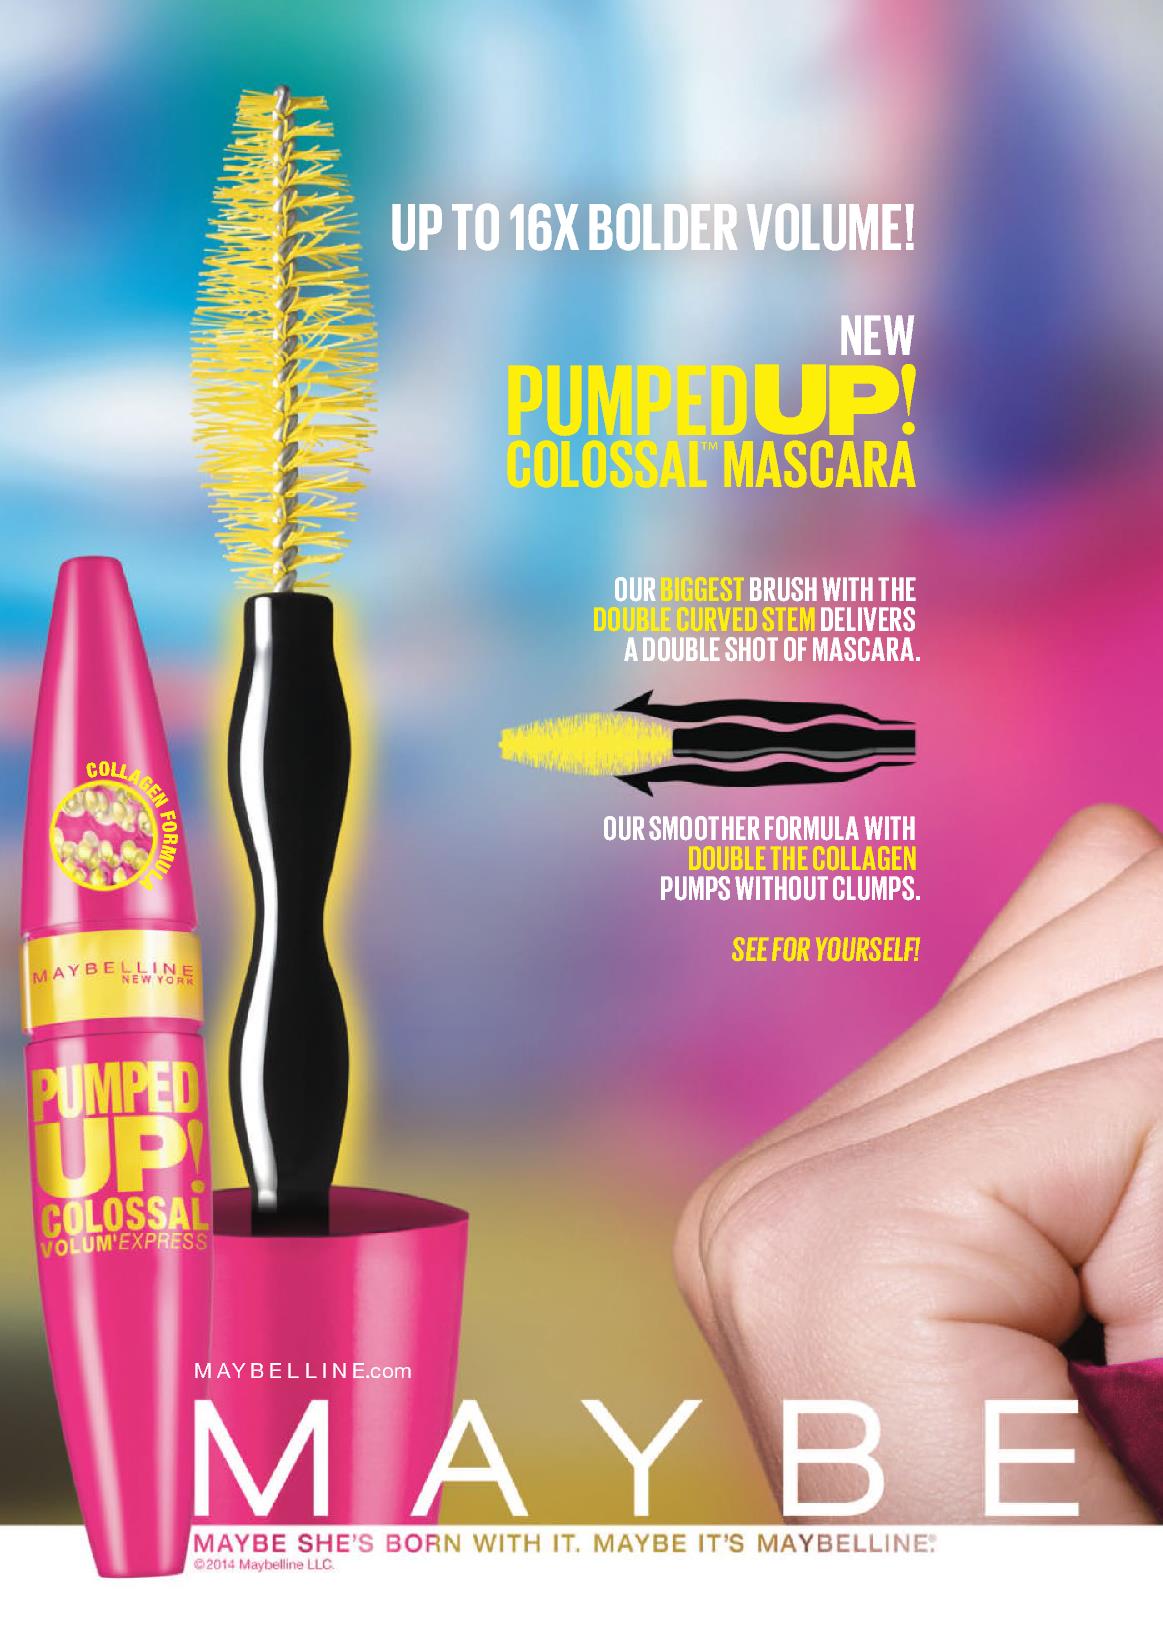 UP TO 16X BOLDER VOLUME!
NEW
PUMPED UP!
COLOSSAL™ MASCARA
OUR BIGGEST BRUSH WITH THE
DOUBLE CURVED STEM DELIVERS
A DOUBLE SHOT OF MASCARA.
OUR SMOOTHER FORMULA WITH
DOUBLE THE COLLAGEN
PUMPS WITHOUT CLUMPS.
SEE FOR YOURSELF!
COLLAGEN FORMULA
MAYBELLINE
NEW YORK
PUMPED
UP!
COLOSSAL
VOLUM'EXPRESS
MAYBELLINE.com
MAYBE
MAYBE SHE'S BORN WITH IT. MAYBE IT'S MAYBELLINE.®
©2014 Maybelline LLC.